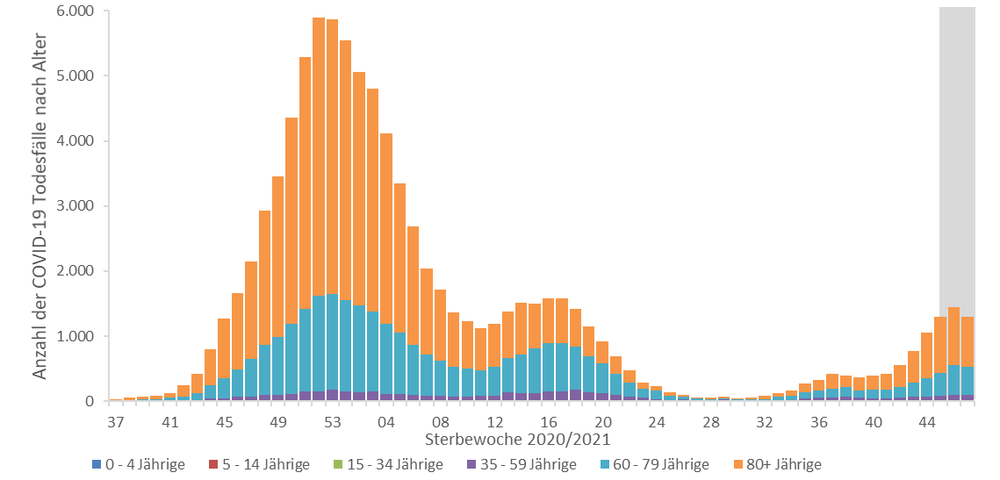 Anzahl der COVID-19 Todesfälle nach Alter
6.000
5.000
4.000
3.000
2.000
1.000
0
37 41 45 49 53 04 08 12 16 20 24 28 32 36 40 44
Sterbewoche 2020/2021
0 - 4 Jährige 5 - 14 Jährige 15 - 34 Jährige 35 - 59 Jährige 60 - 79 Jährige 80+ Jährige